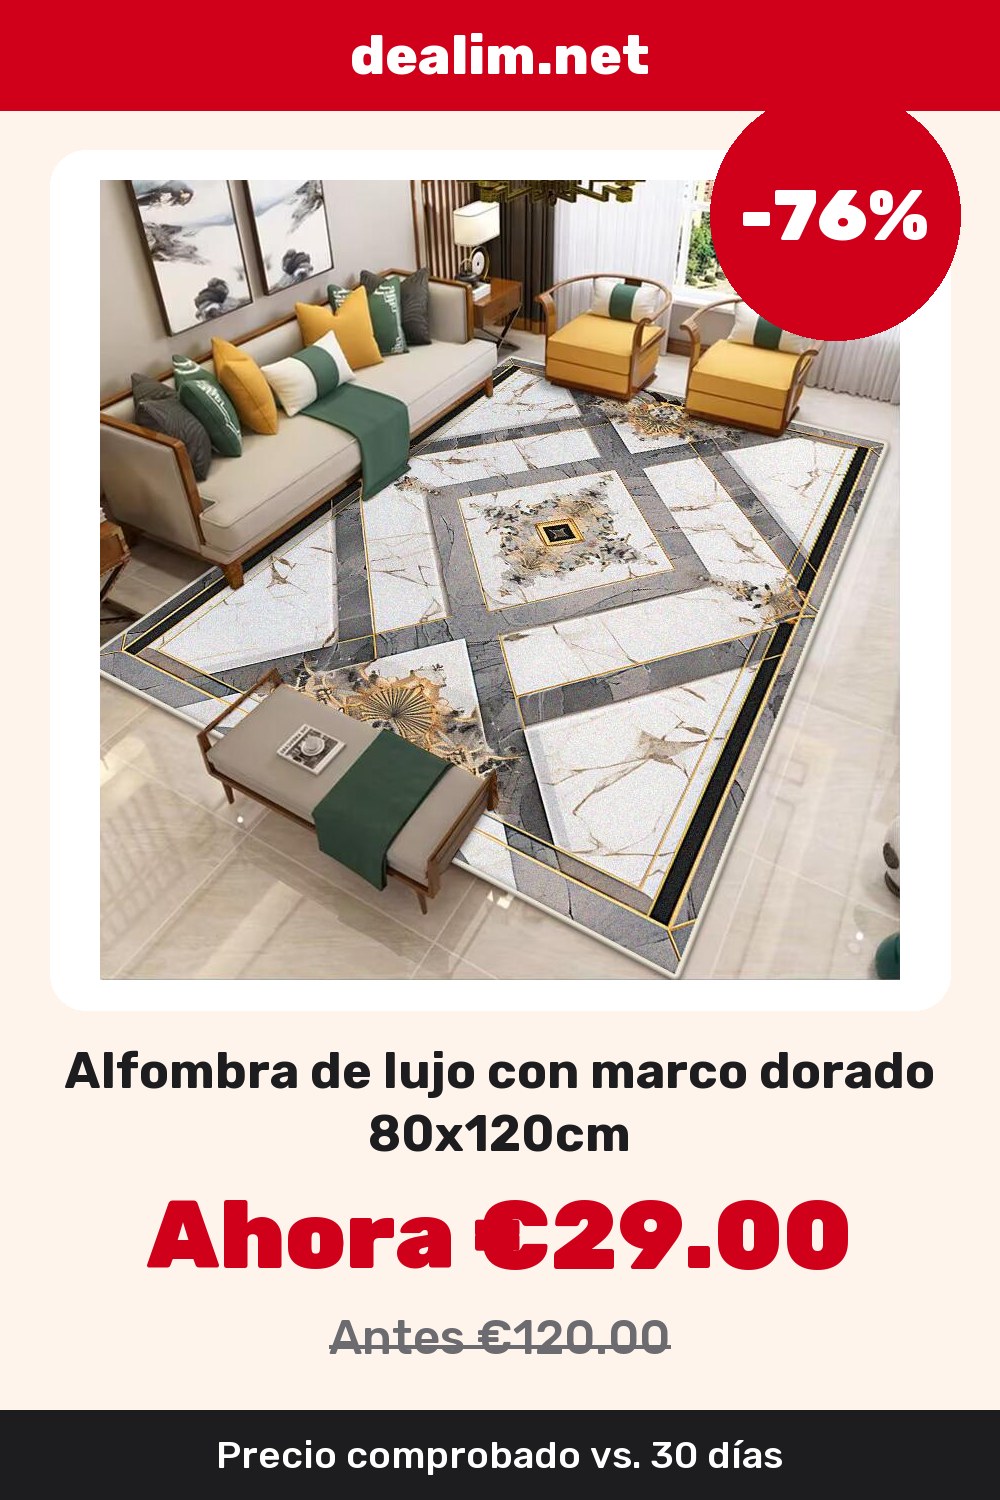 dealim.net
-76%
Alfombra de lujo con marco dorado
80x120cm
Ahora €29.00
Antes €120.00
Precio comprobado vs. 30 días